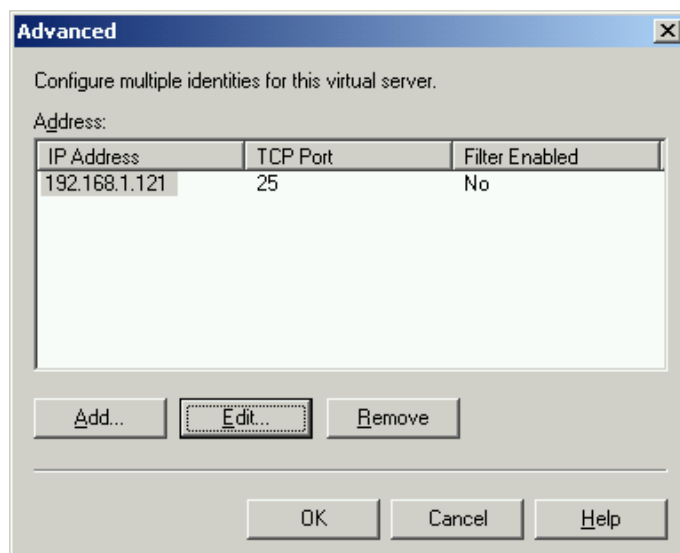 Advanced
Configure multiple identities for this virtual server.
Address:
IP Address TCP Port Filter Enabled
192.168.1.121 25 No
Add... Edit... Remove
OK Cancel Help